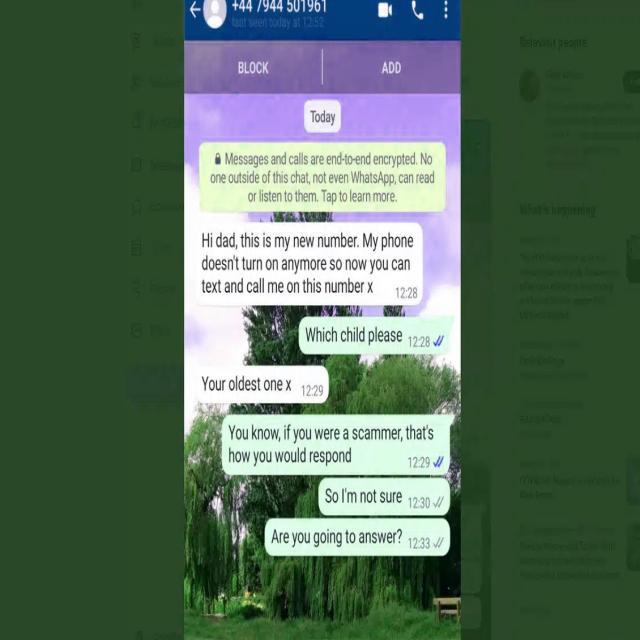 +44 7944 501961
last seen today at 12:52
BLOCK
ADD
Today
Messages and calls are end-to-end encrypted. No
one outside of this chat, not even WhatsApp, can read
or listen to them. Tap to learn more.
Hi dad, this is my new number. My phone
doesn't turn on anymore so now you can
text and call me on this number x
12:28
Which child please
12:28
Your oldest one x
12:29
You know, if you were a scammer, that's
how you would respond
12:29
So I'm not sure
12:30
Are you going to answer?
12:33
Relevant people
What's happening